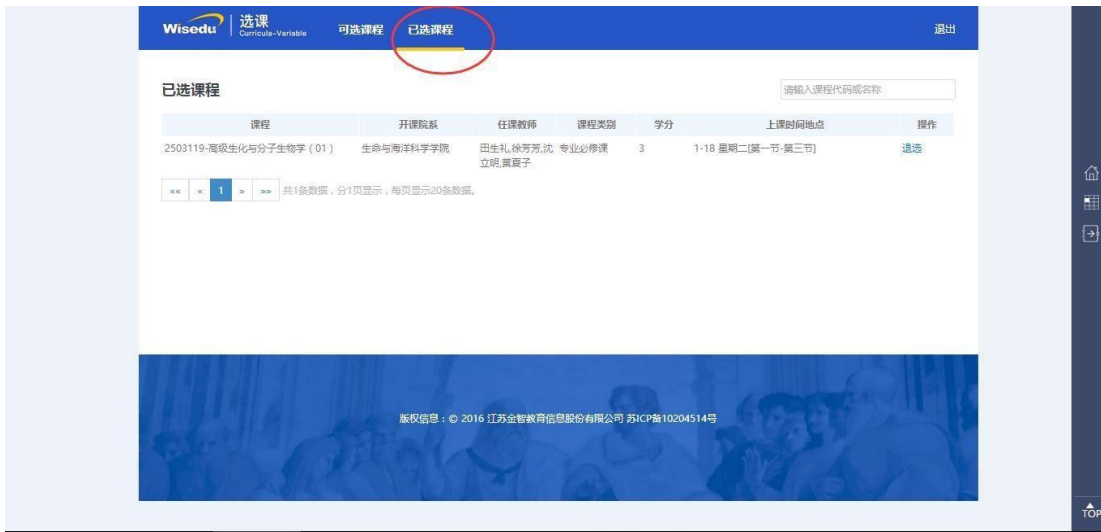 Wisedu 选课 可选课程 已选课程 退出
Curricula-Variable
已选课程 请输入课程代码或名称
课程 开课院系 任课教师 课程类别 学分 上课时间地点 操作
2503119-高级生化与分子生物学(01) 生命与海洋科学学院 田生礼,徐芳芳,沈 专业必修课 3 1-18 星期二[第一节-第三节] 退选
立明,黄夏子
«« « 1 » »» 共1条数据,分1页显示,每页显示20条数据。
版权信息:© 2016 江苏金智教育信息股份有限公司 苏ICP备10204514号
TOP